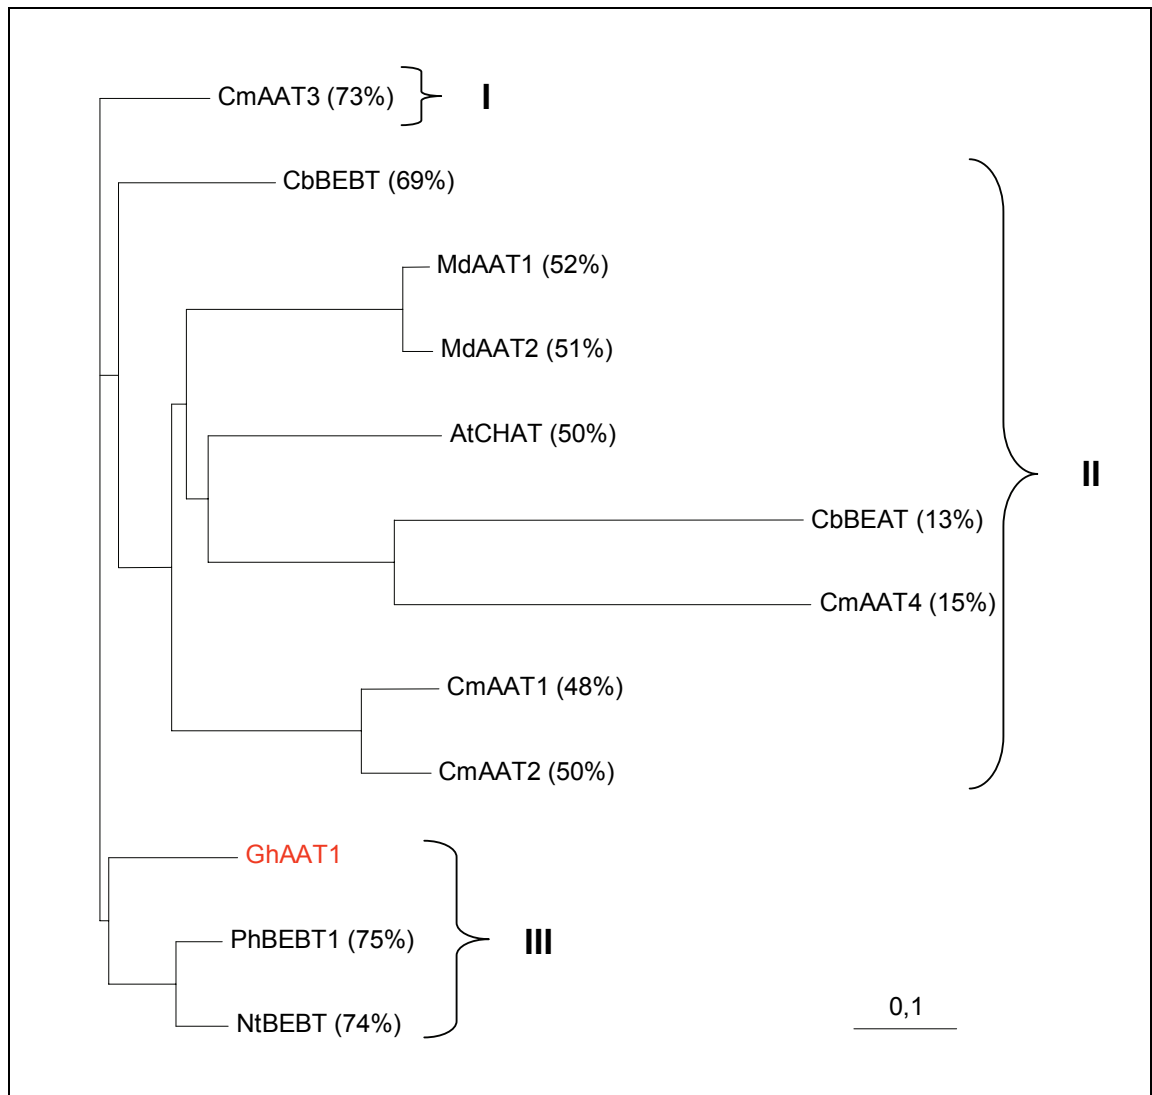 CmAAT3 (73%)
I
CbBEBT (69%)
MdAAT1 (52%)
MdAAT2 (51%)
AtCHAT (50%)
II
CbBEAT (13%)
CmAAT4 (15%)
CmAAT1 (48%)
CmAAT2 (50%)
GhAAT1
PhBEBT1 (75%)
III
NtBEBT (74%)
0,1